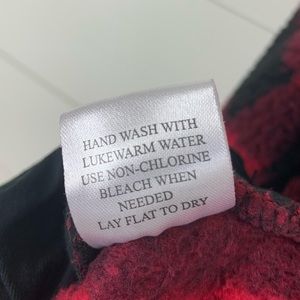 HAND WASH WITH
LUKEWARM WATER
USE NON-CHLORINE
BLEACH WHEN
NEEDED
LAY FLAT TO DRY